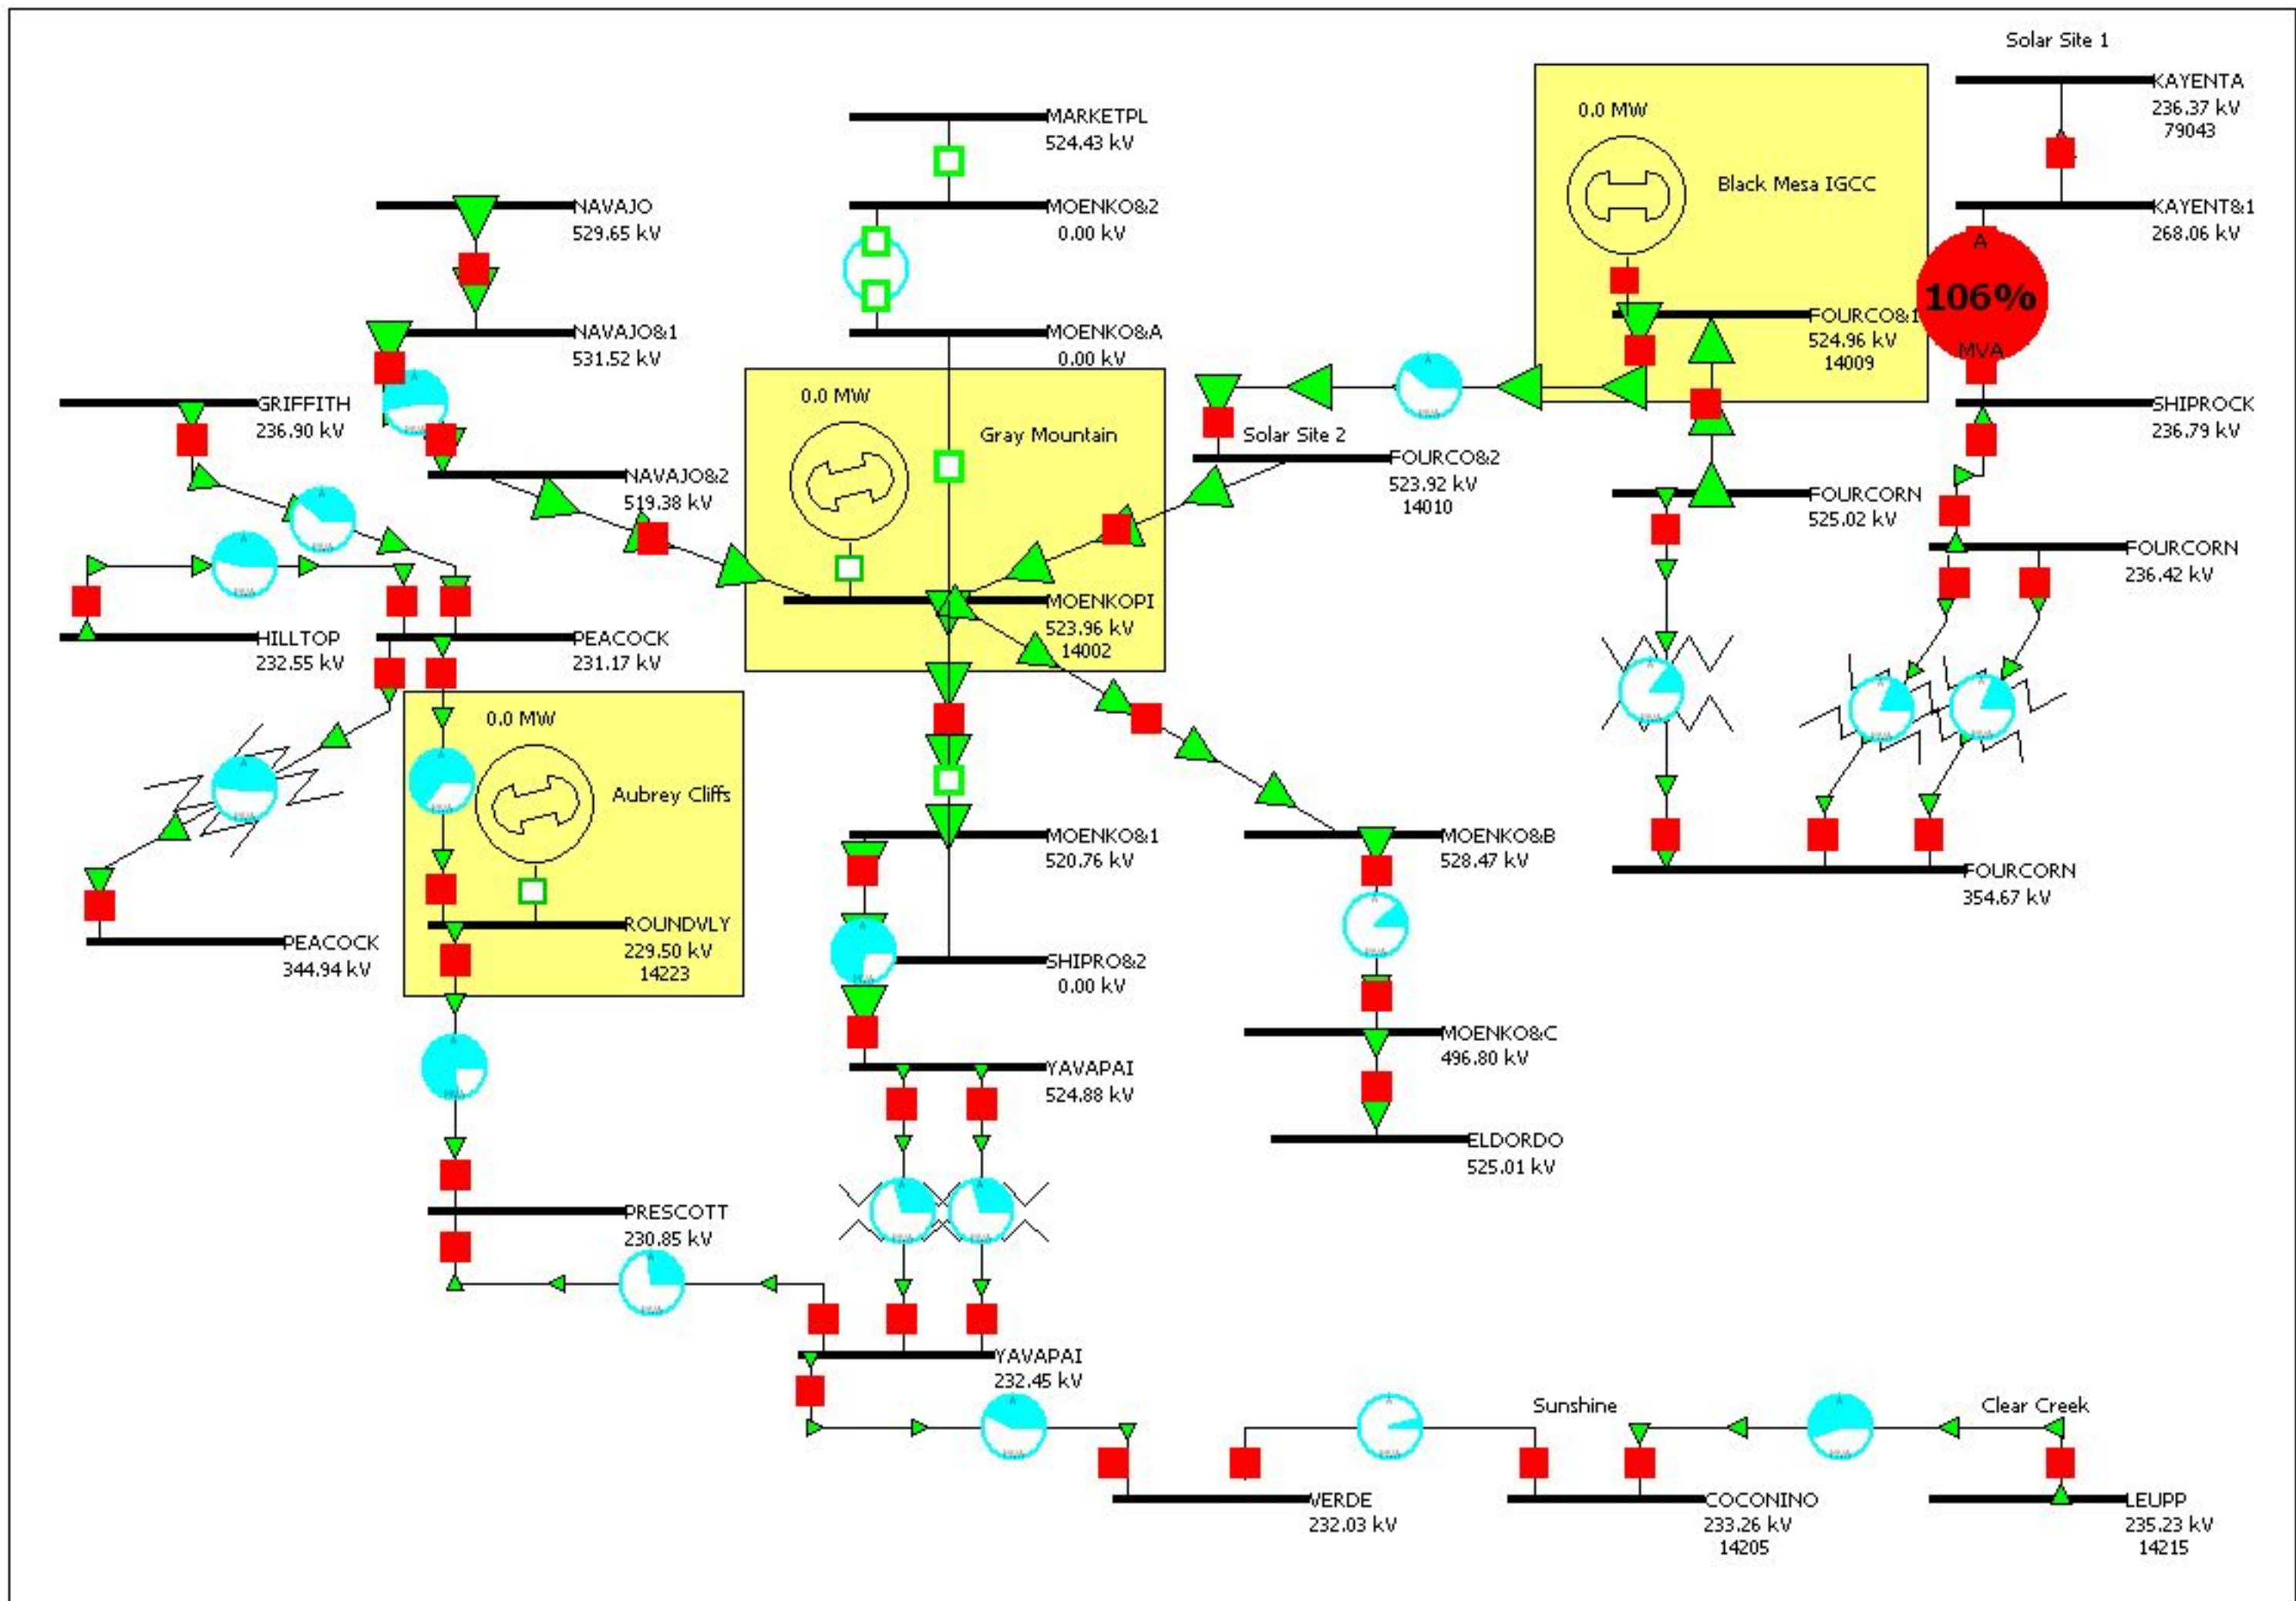 Solar Site 1
KAYENTA
236.37 kV
79043
0.0 MW
Black Mesa IGCC
MARKETPL
524.43 kV
NAVAJO
529.65 kV
MOENKO&2
0.00 kV
KAYENT&1
268.06 kV
A
106%
MVA
NAVAJO&1
531.52 kV
MOENKO&A
0.00 kV
FOURCO&1
524.96 kV
14009
GRIFFITH
236.90 kV
0.0 MW
Gray Mountain
Solar Site 2
SHIPROCK
236.79 kV
NAVAJO&2
519.38 kV
FOURCO&2
523.92 kV
14010
FOURCORN
525.02 kV
FOURCORN
236.42 kV
HILLTOP
232.55 kV
PEACOCK
231.17 kV
MOENKOPI
523.96 kV
14002
0.0 MW
Aubrey Cliffs
MOENKO&1
520.76 kV
MOENKO&B
528.47 kV
FOURCORN
354.67 kV
PEACOCK
344.94 kV
ROUNDVLY
229.50 kV
14223
SHIPRO&2
0.00 kV
MOENKO&C
496.80 kV
YAVAPAI
524.88 kV
ELDORDO
525.01 kV
PRESCOTT
230.85 kV
YAVAPAI
232.45 kV
Sunshine
Clear Creek
VERDE
232.03 kV
COCONINO
233.26 kV
14205
LEUPP
235.23 kV
14215